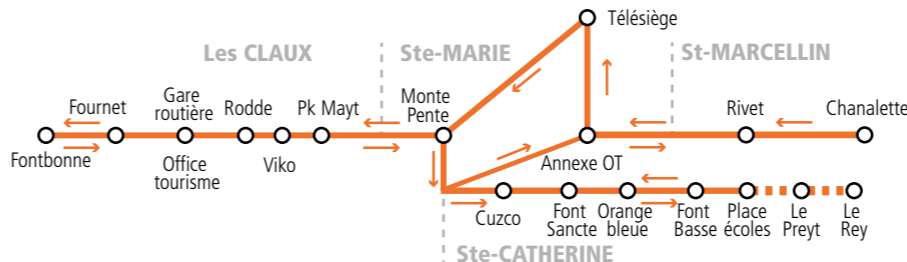 Télésiège
Les CLAUX
Ste-MARIE
St-MARCELLIN
Fournet
Gare
routière
Rodde
Pk Mayt
Monte
Pente
Rivet
Chanalette
Fontbonne
Office
tourisme
Viko
Annexe OT
Cuzco
Font
Sancte
Orange
bleue
Font
Basse
Place
écoles
Le
Preyt
Le
Rey
Ste-CATHERINE